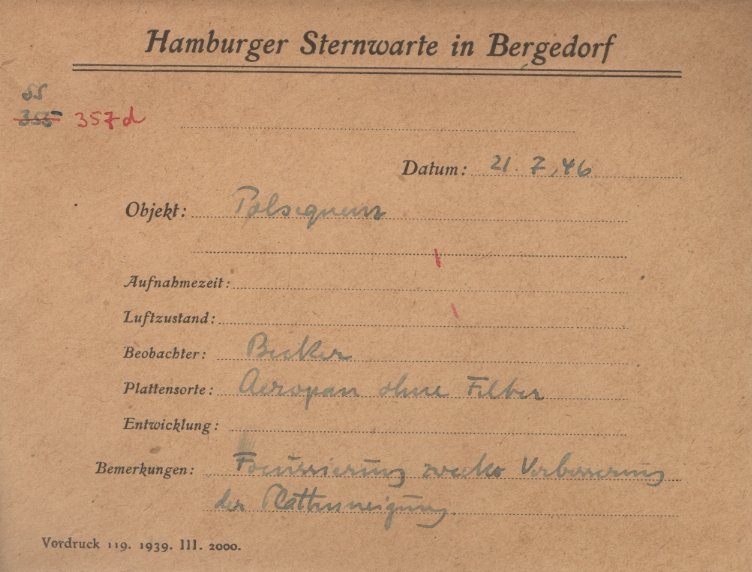 Hamburger Sternwarte in Bergedorf
SS
355 357d
Datum: 21.7.46
Objekt: Polsequenz
Aufnahmezeit:
Luftzustand:
Beobachter: Becker
Plattensorte: Aeropan ohne Filter
Entwicklung:
Bemerkungen: Focussierung zwecks Verbesserung
der Plattenneigung.
Vordruck 119. 1939. III. 2000.